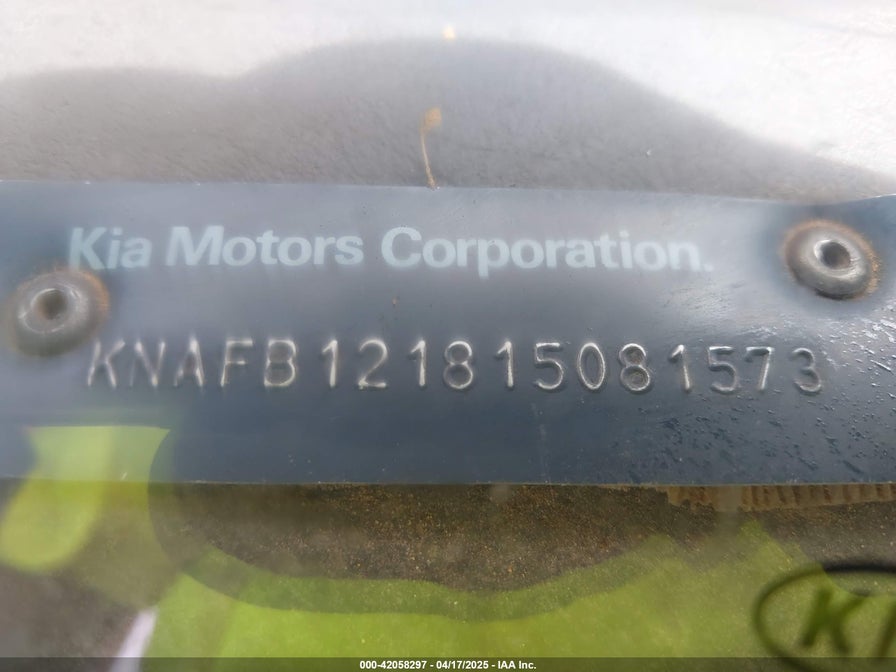 Kia Motors Corporation.
KNAFB121815081573
000-42058297 - 04/17/2025 - IAA Inc.